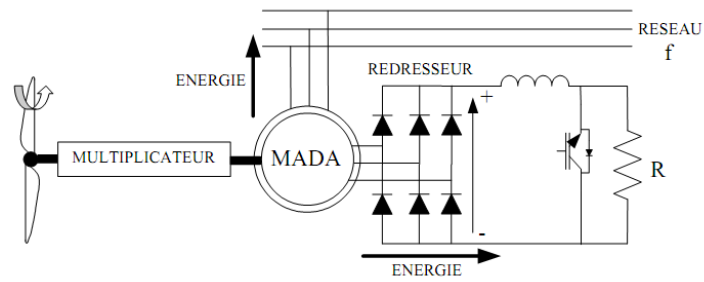 RESEAU
f
ENERGIE
REDRESSEUR
+
MULTIPLICATEUR
MADA
R
-
ENERGIE